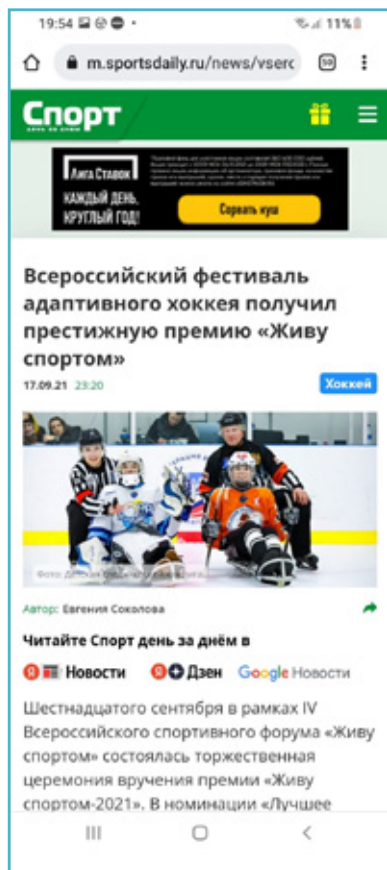 19:54
11%
m.sportsdaily.ru/news/vserc
Спорт
ДЕНЬ ЗА ДНЁМ
ЛИГА СТАВОК
КАЖДЫЙ ДЕНЬ,
КРУГЛЫЙ ГОД!
Сорвать куш
Всероссийский фестиваль
адаптивного хоккея получил
престижную премию «Живу
спортом»
17.09.21 23:20
Хоккей
Автор: Евгения Соколова
Читайте Спорт день за днём в
Я Новости Я Дзен Google Новости
Шестнадцатого сентября в рамках IV
Всероссийского спортивного форума «Живу
спортом» состоялась торжественная
церемония вручения премии «Живу
спортом-2021». В номинации «Лучшее